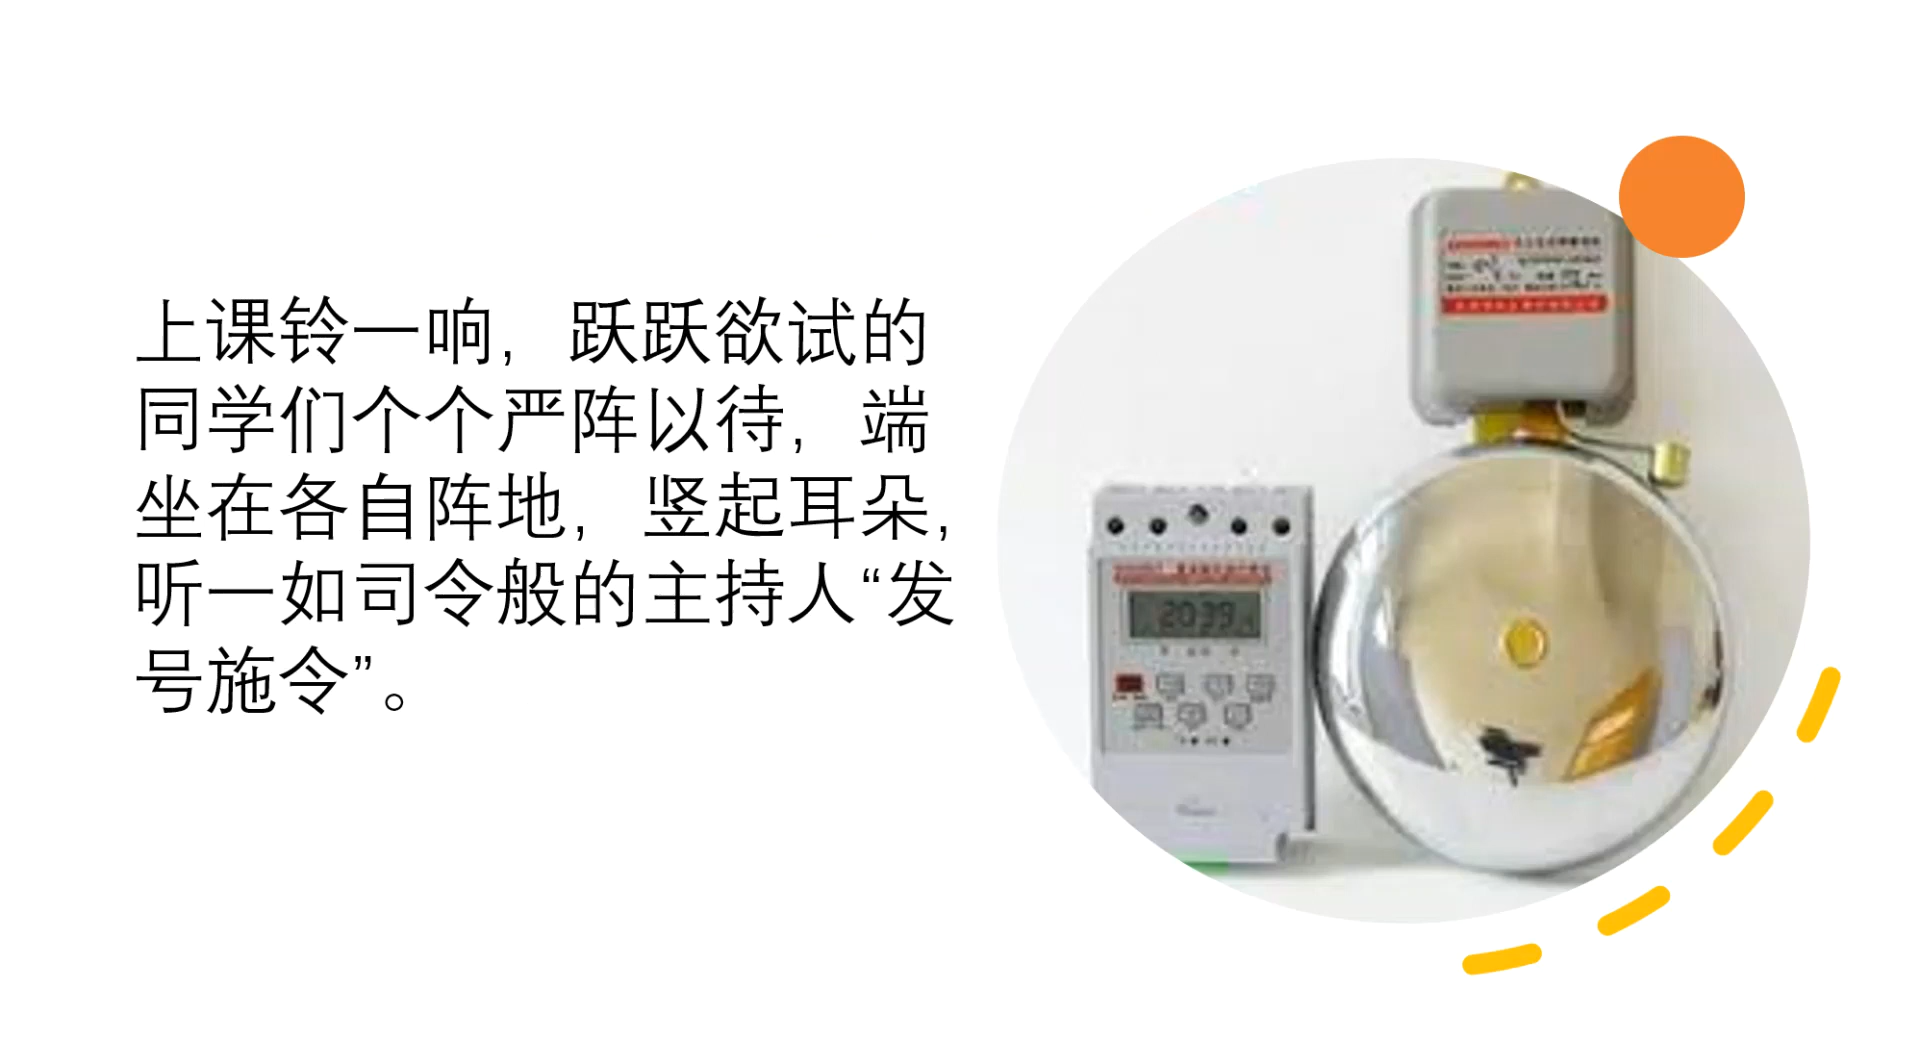 上课铃一响，跃跃欲试的
同学们个个严阵以待，端
坐在各自阵地，竖起耳朵，
听一如司令般的主持人“发
号施令”。
2039